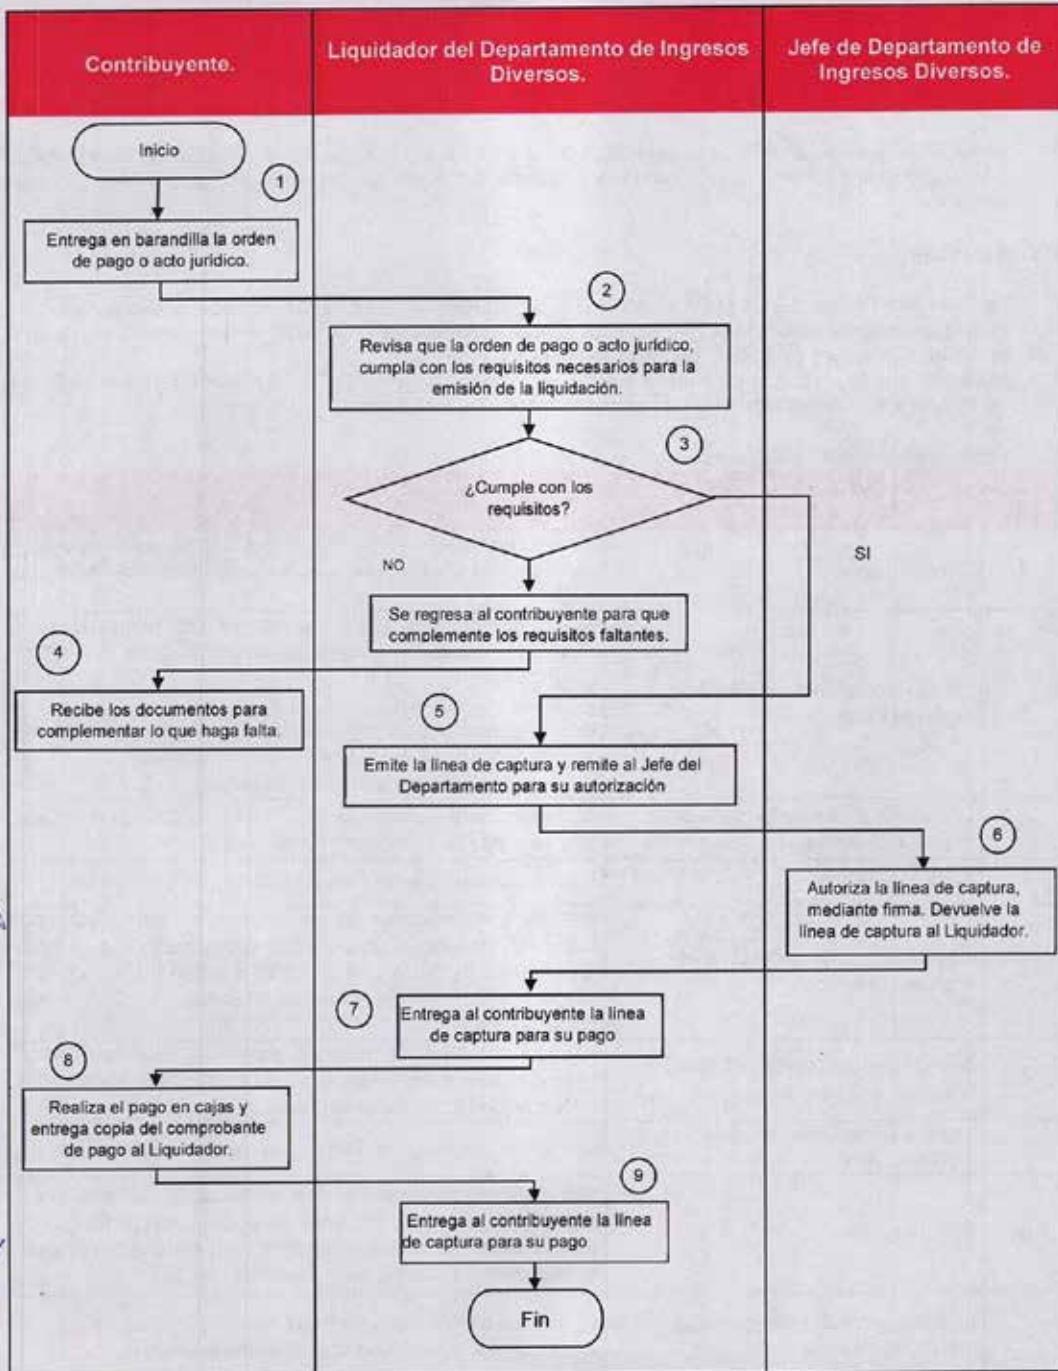 Contribuyente.
Liquidador del Departamento de Ingresos
Diversos.
Jefe de Departamento de
Ingresos Diversos.
Inicio
1
Entrega en barandilla la orden
de pago o acto jurídico.
2
Revisa que la orden de pago o acto jurídico,
cumpla con los requisitos necesarios para la
emisión de la liquidación.
3
¿Cumple con los
requisitos?
NO
SI
Se regresa al contribuyente para que
complemente los requisitos faltantes.
4
Recibe los documentos para
complementar lo que haga falta.
5
Emite la línea de captura y remite al Jefe del
Departamento para su autorización
6
Autoriza la línea de captura,
mediante firma. Devuelve la
línea de captura al Liquidador.
7
Entrega al contribuyente la línea
de captura para su pago
8
Realiza el pago en cajas y
entrega copia del comprobante
de pago al Liquidador.
9
Entrega al contribuyente la línea
de captura para su pago
Fin